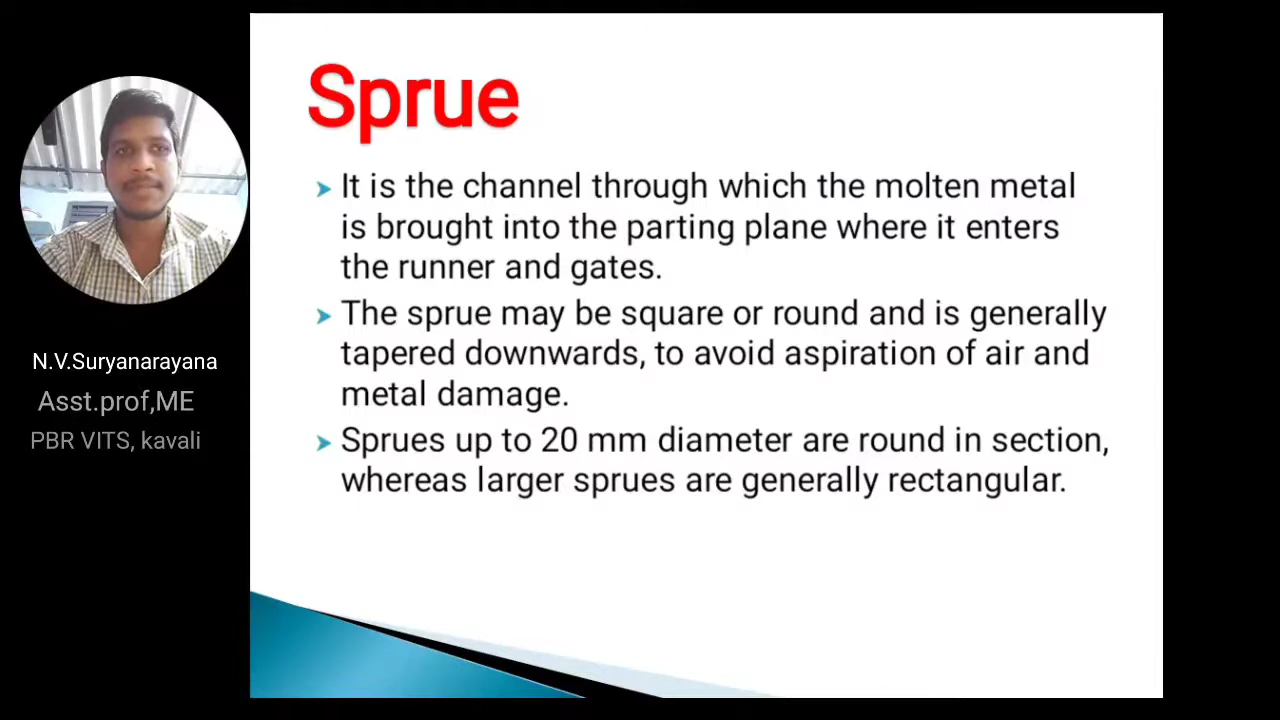 Sprue
It is the channel through which the molten metal
is brought into the parting plane where it enters
the runner and gates.
The sprue may be square or round and is generally
tapered downwards, to avoid aspiration of air and
metal damage.
Sprues up to 20 mm diameter are round in section,
whereas larger sprues are generally rectangular.
N.V.Suryanarayana
Asst.prof,ME
PBR VITS, kavali